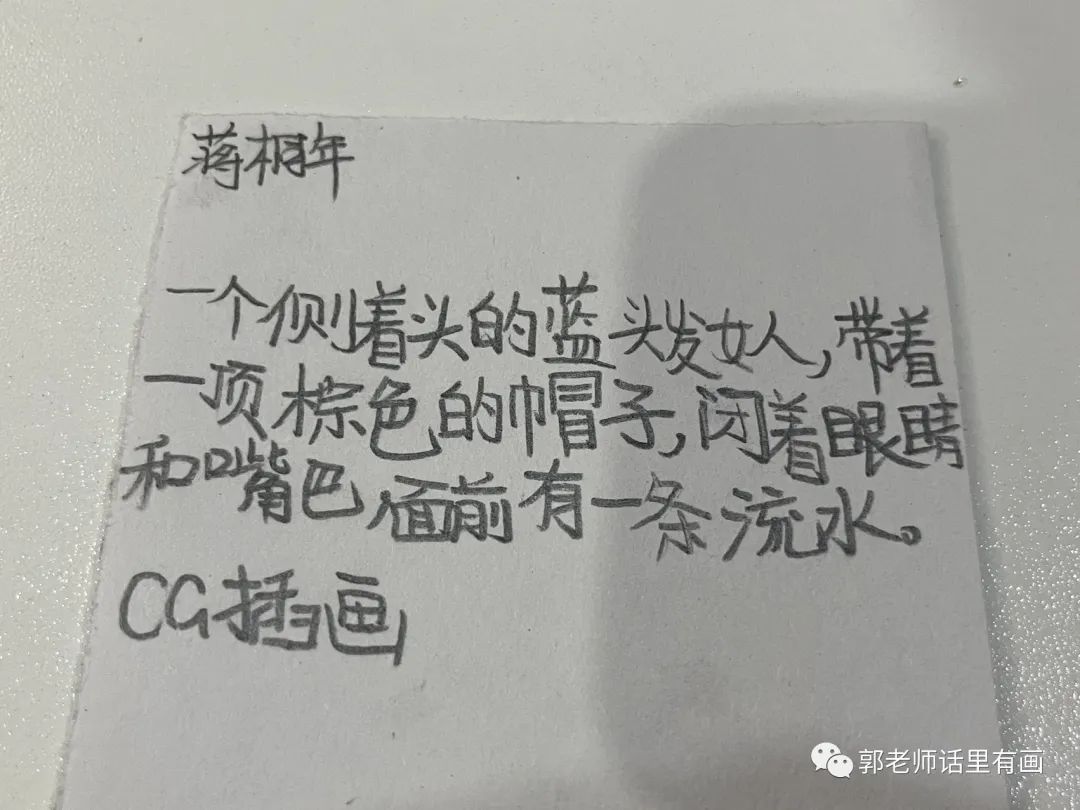 蒋桐年
一个侧着头的蓝头发女人,带着
一顶棕色的帽子,闭着眼睛
和嘴巴,面前有一条流水。
CG插画
郭老师话里有画